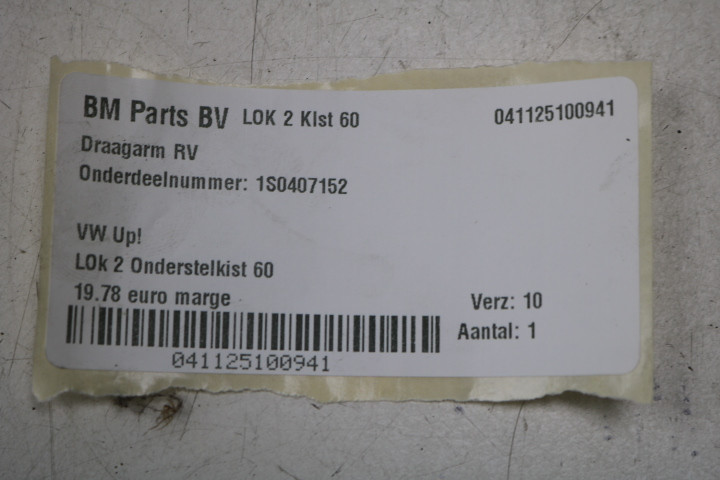 BM Parts BV LOK 2 Klst 60 041125100941
Draagarm RV
Onderdeelnummer: 1S0407152
VW Up!
LOk 2 Onderstelkist 60
19.78 euro marge Verz: 10
Aantal: 1
041125100941